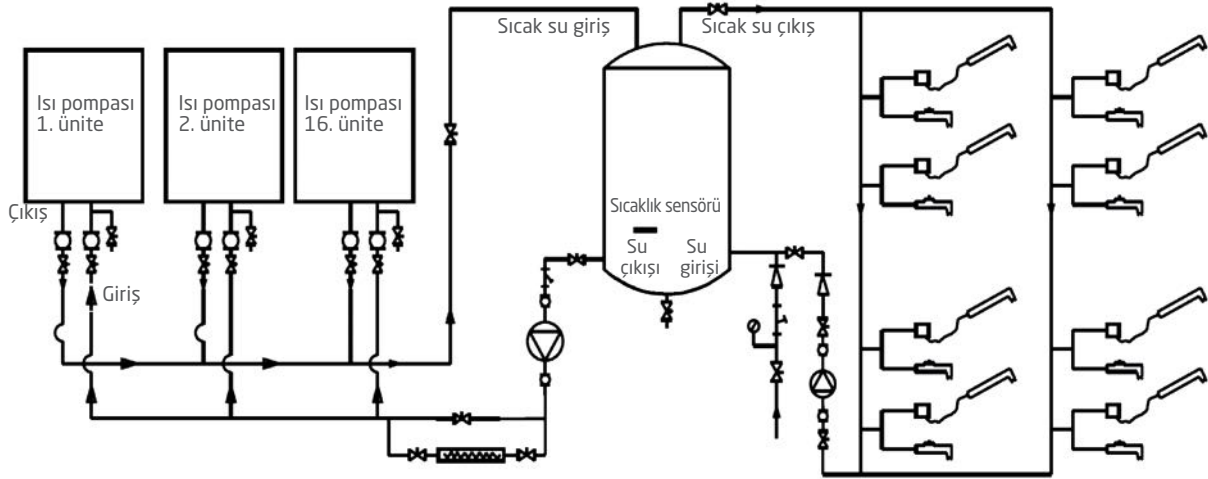 Sıcak su giriş
Sıcak su çıkış
Isı pompası
1. ünite
Isı pompası
2. ünite
Isı pompası
16. ünite
Çıkış
Giriş
Sıcaklık sensörü
Su
çıkışı
Su
girişi